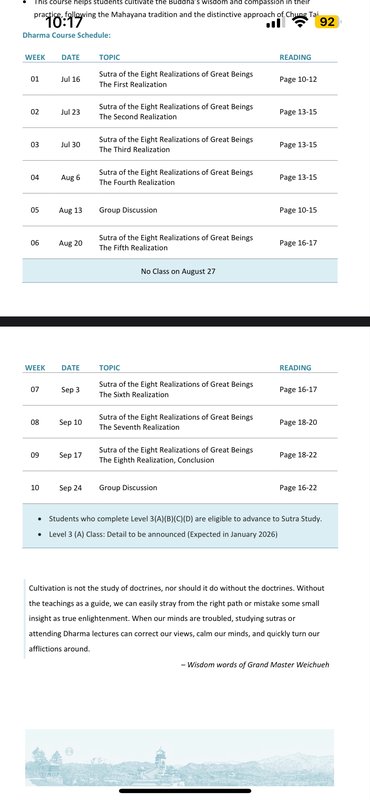 This course helps students cultivate the Buddha's wisdom and compassion in their
practice, following the Mahayana tradition and the distinctive approach of Chung Tai
10:17
92
Dharma Course Schedule:
WEEK DATE TOPIC READING
01 Jul 16 Sutra of the Eight Realizations of Great Beings Page 10-12
The First Realization
02 Jul 23 Sutra of the Eight Realizations of Great Beings Page 13-15
The Second Realization
03 Jul 30 Sutra of the Eight Realizations of Great Beings Page 13-15
The Third Realization
04 Aug 6 Sutra of the Eight Realizations of Great Beings Page 13-15
The Fourth Realization
05 Aug 13 Group Discussion Page 10-15
06 Aug 20 Sutra of the Eight Realizations of Great Beings Page 16-17
The Fifth Realization
No Class on August 27
WEEK DATE TOPIC READING
07 Sep 3 Sutra of the Eight Realizations of Great Beings Page 16-17
The Sixth Realization
08 Sep 10 Sutra of the Eight Realizations of Great Beings Page 18-20
The Seventh Realization
09 Sep 17 Sutra of the Eight Realizations of Great Beings Page 18-22
The Eighth Realization, Conclusion
10 Sep 24 Group Discussion Page 16-22
• Students who complete Level 3(A)(B)(C)(D) are eligible to advance to Sutra Study.
• Level 3 (A) Class: Detail to be announced (Expected in January 2026)
Cultivation is not the study of doctrines, nor should it do without the doctrines. Without
the teachings as a guide, we can easily stray from the right path or mistake some small
insight as true enlightenment. When our minds are troubled, studying sutras or
attending Dharma lectures can correct our views, calm our minds, and quickly turn our
afflictions around.
– Wisdom words of Grand Master Weichueh